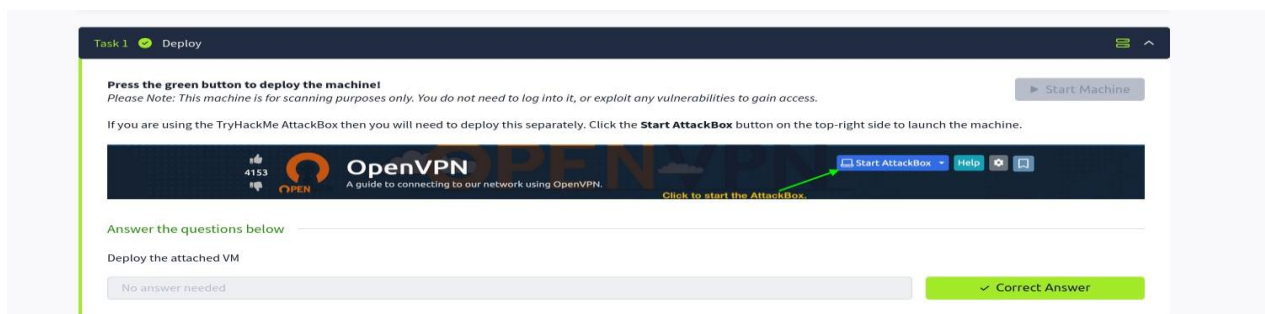 Task 1 Deploy
Press the green button to deploy the machine!
Start Machine
Please Note: This machine is for scanning purposes only. You do not need to log into it, or exploit any vulnerabilities to gain access.
If you are using the TryHackMe AttackBox then you will need to deploy this separately. Click the Start AttackBox button on the top-right side to launch the machine.
OPENVPN
4153
OPEN
OpenVPN
A guide to connecting to our network using OpenVPN.
Start AttackBox
Help
Click to start the AttackBox.
Answer the questions below
Deploy the attached VM
No answer needed
Correct Answer